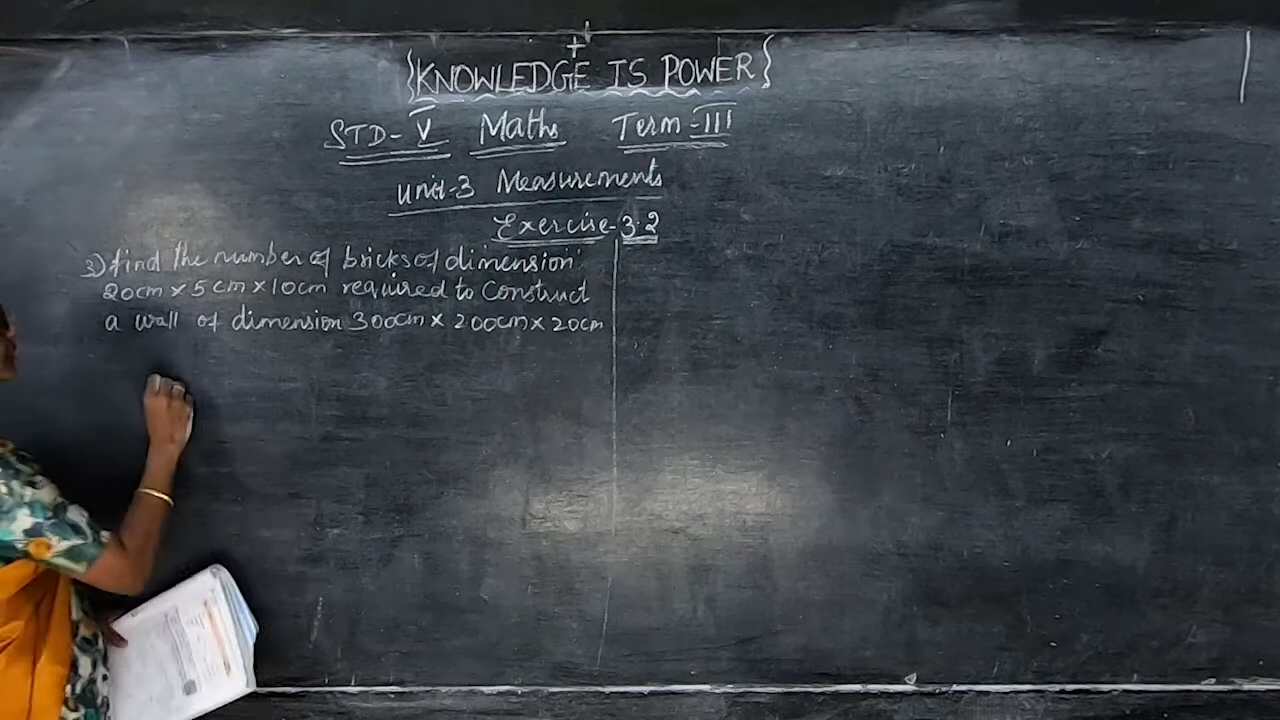 {KNOWLEDGE IS POWER}
STD-V Maths Term-III
Unit-3 Measurements
Exercise-3.2
3) find the number of bricks of dimension
20cm × 5cm × 10cm required to Construct
a wall of dimension 300cm × 200cm × 20cm